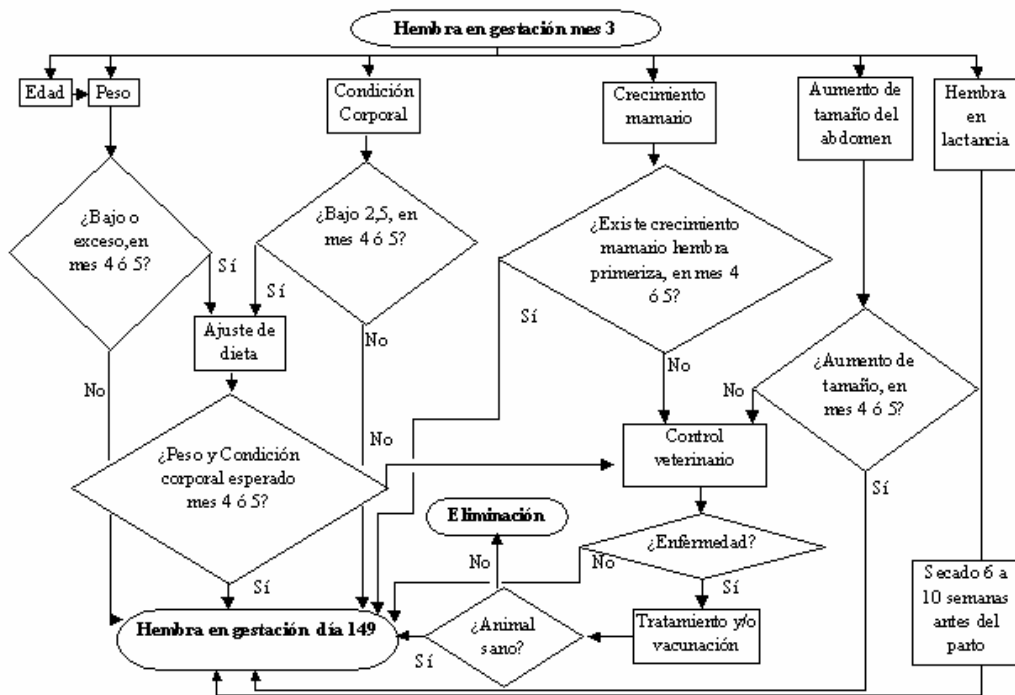 Hembra en gestación mes 3
Edad
Peso
Condición
Corporal
Crecimiento
mamario
Aumento de
tamaño del
abdomen
Hembra
en
lactancia
¿Bajo o
exceso,en
mes 4 ó 5?
Sí
No
¿Bajo 2,5, en
mes 4 ó 5?
Sí
No
¿Existe crecimiento
mamario hembra
primeriza, en mes 4
ó 5?
Sí
No
Ajuste de
dieta
¿Aumento de
tamaño, en
mes 4 ó 5?
No
Sí
¿Peso y Condición
corporal esperado
mes 4 ó 5?
No
Sí
Control
veterinario
Eliminación
¿Enfermedad?
No
Sí
No
¿Animal
sano?
Sí
Tratamiento y/o
vacunación
Secado 6 a
10 semanas
antes del
parto
Hembra en gestación día 149